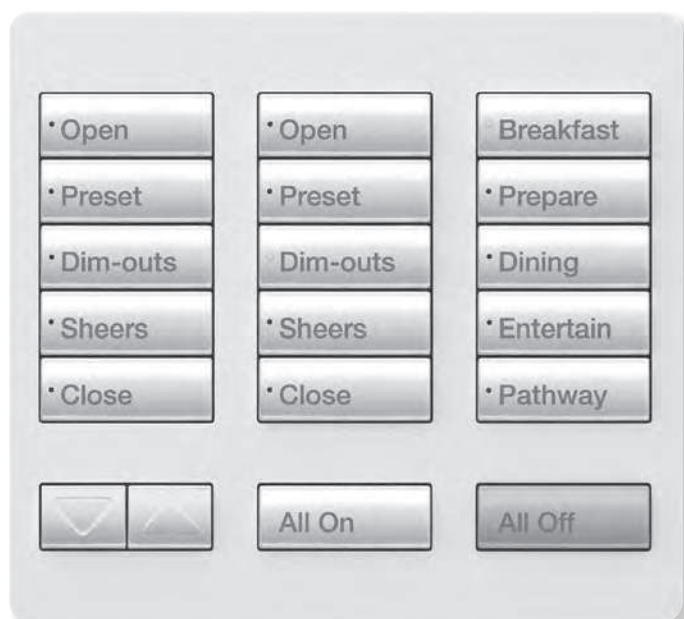 Open
Preset
Dim-outs
Sheers
Close
Open
Preset
Dim-outs
Sheers
Close
Breakfast
Prepare
Dining
Entertain
Pathway
All On
All Off